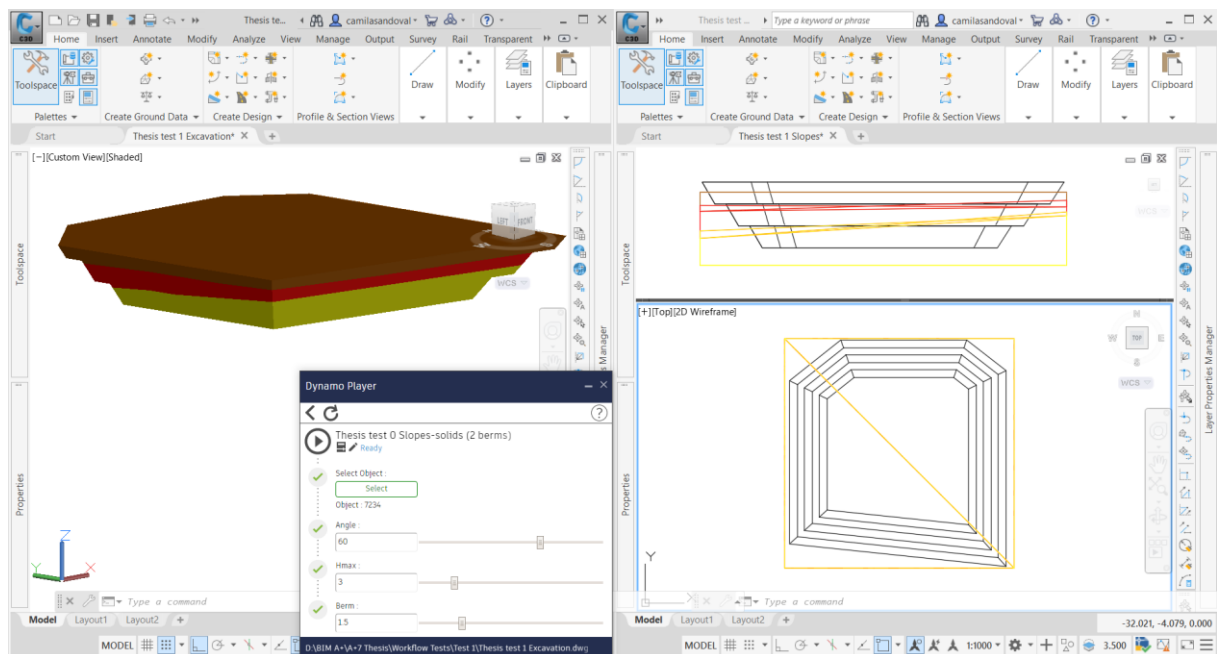 C3D
Thesis te...
camilasandoval
Home Insert Annotate Modify Analyze View Manage Output Survey Rail Transparent
Toolspace
Draw
Modify
Layers
Clipboard
Palettes
Create Ground Data
Create Design
Profile & Section Views
Start
Thesis test 1 Excavation*
[−][Custom View][Shaded]
LEFT
FRONT
WCS
Toolspace
Properties
Layer Properties Manager
Z
Y
X
Dynamo Player
Thesis test 0 Slopes-solids (2 berms)
Ready
Select Object :
Select
Object : 7234
Angle :
60
Hmax :
3
Berm :
1.5
D:\BIM A+\A+7 Thesis\Workflow Tests\Test 1\Thesis test 1 Excavation.dwg
Type a command
Model Layout1 Layout2 +
MODEL
C3D
Thesis test ...
Type a keyword or phrase
camilasandoval
Home Insert Annotate Modify Analyze View Manage Output Survey Rail Transparent
Toolspace
Draw
Modify
Layers
Clipboard
Palettes
Create Ground Data
Create Design
Profile & Section Views
Start
Thesis test 1 Slopes*
WCS
[+][Top][2D Wireframe]
N
W
TOP
E
S
WCS
Toolspace
Properties
Layer Properties Manager
Y
X
Type a command
Model Layout1 Layout2 +
-32.021, -4.079, 0.000
MODEL
1:1000
3.500